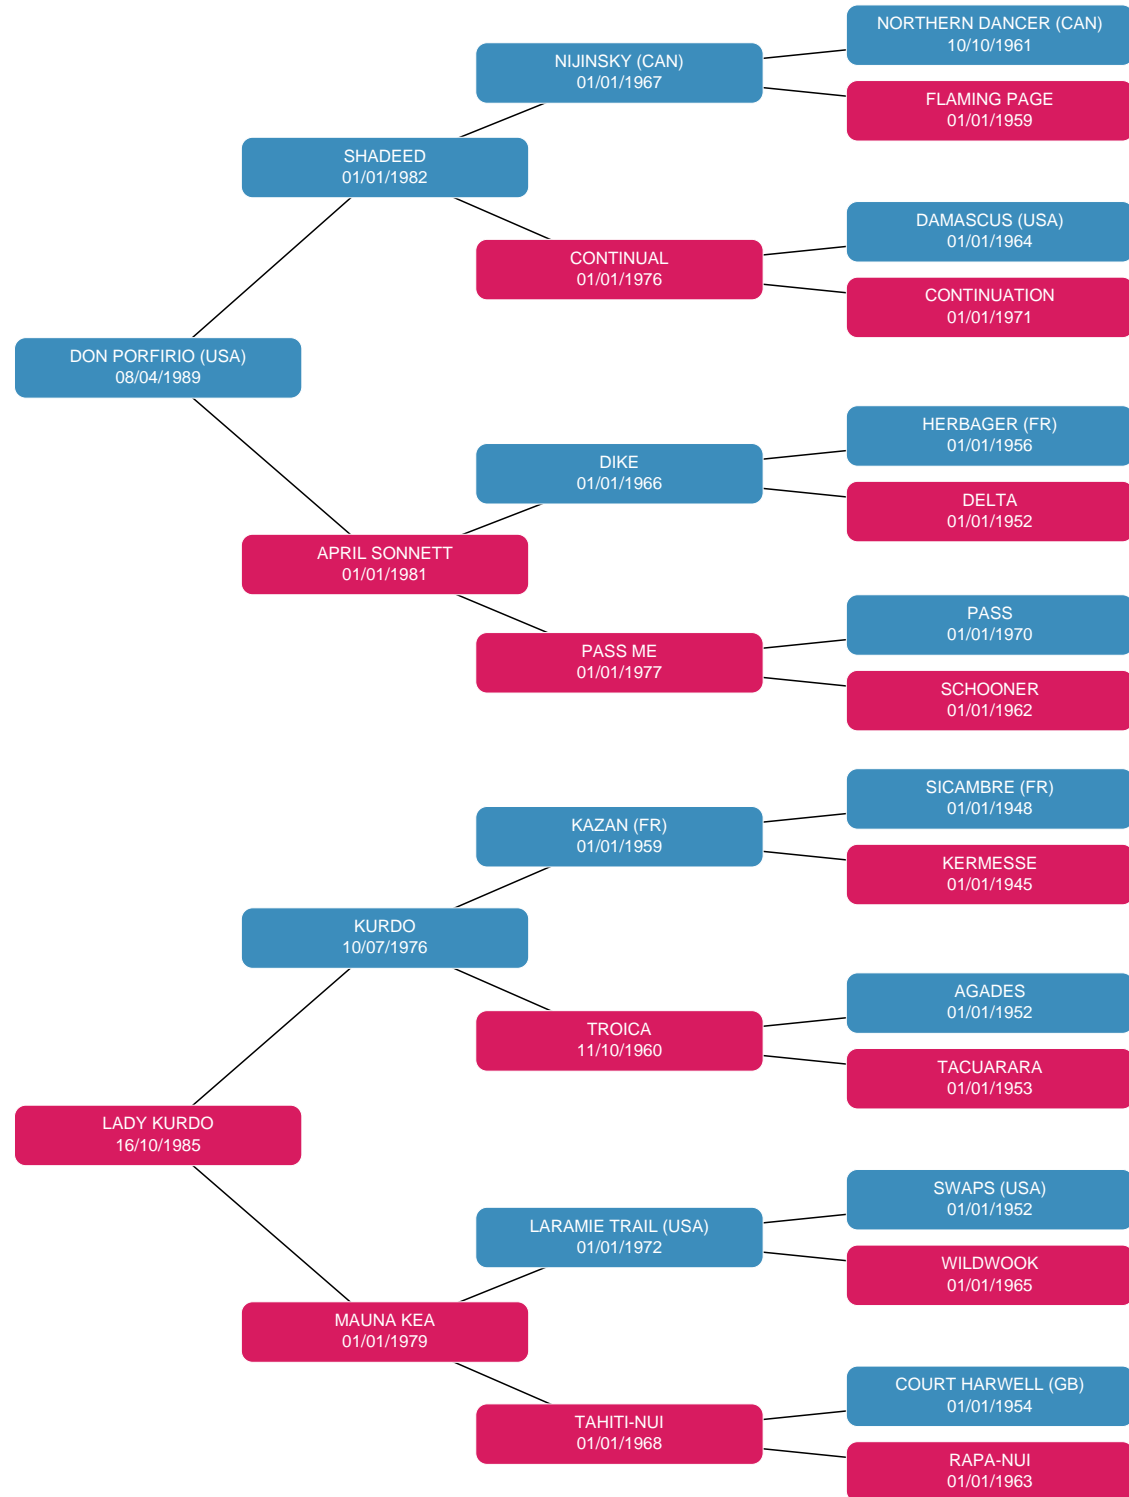 NORTHERN DANCER (CAN)
10/10/1961
NIJINSKY (CAN)
01/01/1967
FLAMING PAGE
01/01/1959
SHADEED
01/01/1982
DAMASCUS (USA)
01/01/1964
CONTINUAL
01/01/1976
CONTINUATION
01/01/1971
DON PORFIRIO (USA)
08/04/1989
HERBAGER (FR)
01/01/1956
DIKE
01/01/1966
DELTA
01/01/1952
APRIL SONNETT
01/01/1981
PASS
01/01/1970
PASS ME
01/01/1977
SCHOONER
01/01/1962
SICAMBRE (FR)
01/01/1948
KAZAN (FR)
01/01/1959
KERMESSE
01/01/1945
KURDO
10/07/1976
AGADES
01/01/1952
TROICA
11/10/1960
TACUARARA
01/01/1953
LADY KURDO
16/10/1985
SWAPS (USA)
01/01/1952
LARAMIE TRAIL (USA)
01/01/1972
WILDWOOK
01/01/1965
MAUNA KEA
01/01/1979
COURT HARWELL (GB)
01/01/1954
TAHITI-NUI
01/01/1968
RAPA-NUI
01/01/1963